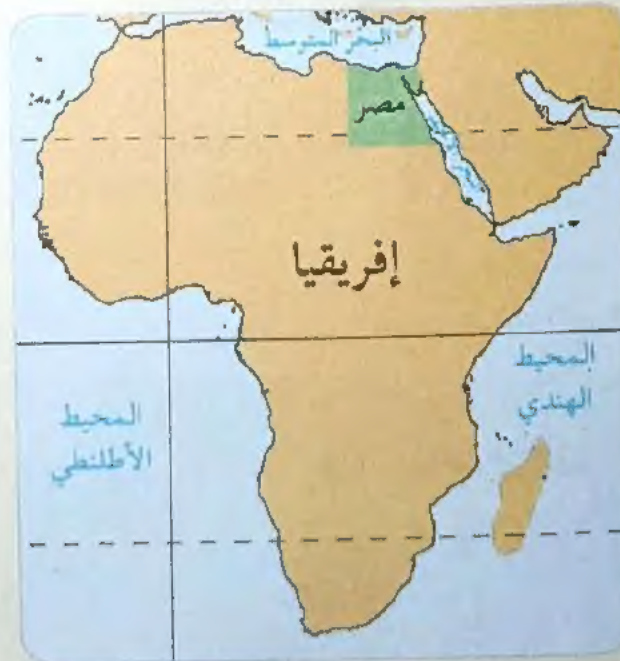 البحر المتوسط
مصر
إفريقيا
المحيط
الهندي
المحيط
الأطلنطي